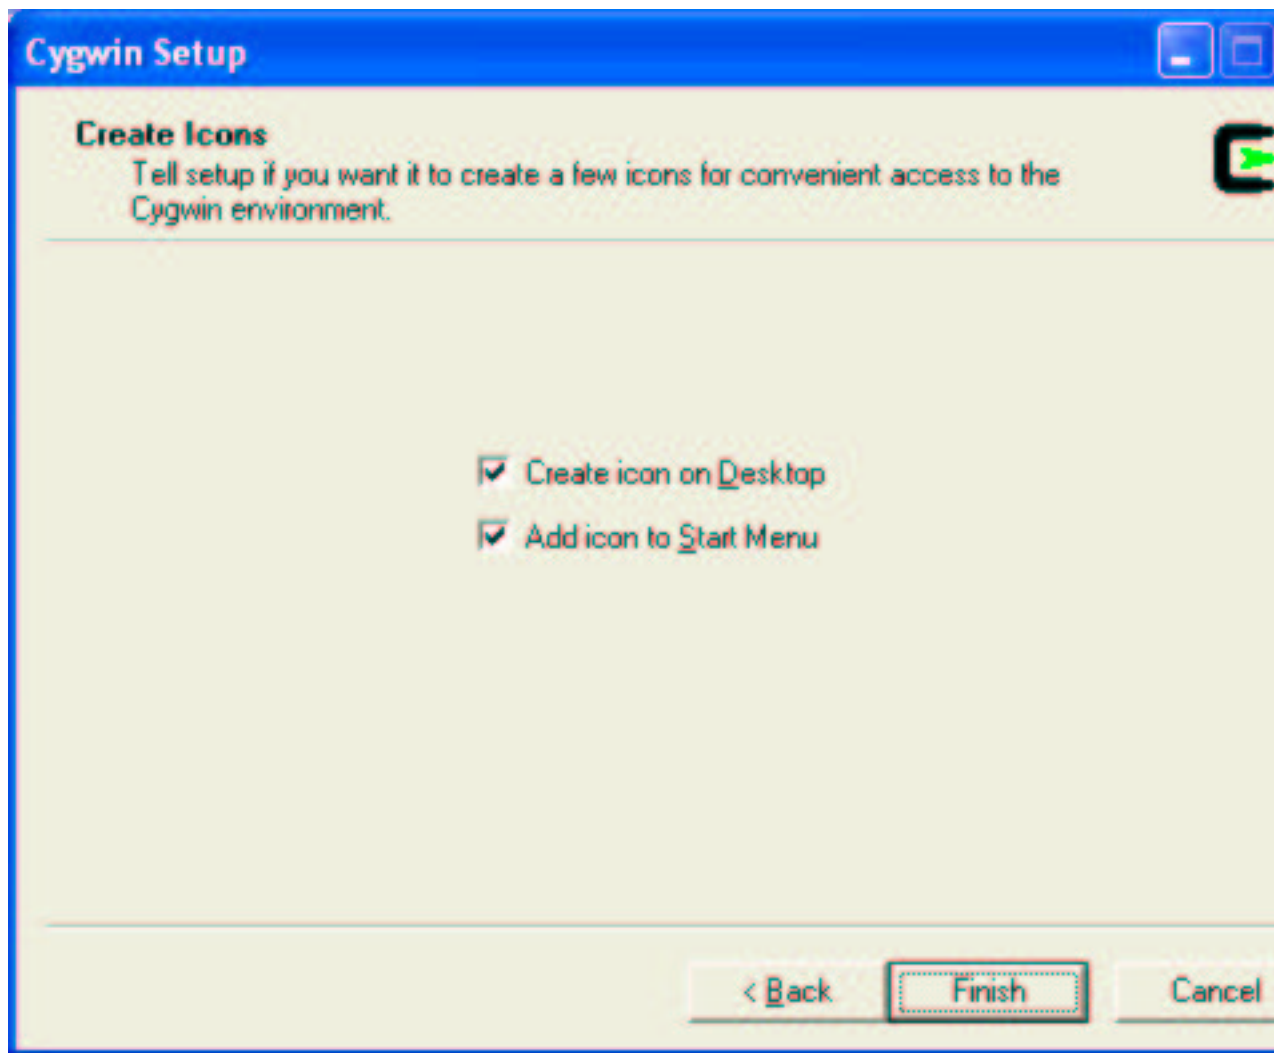 Cygwin Setup
Create Icons
Tell setup if you want it to create a few icons for convenient access to the
Cygwin environment.
Create icon on Desktop
Add icon to Start Menu
< Back Finish Cancel